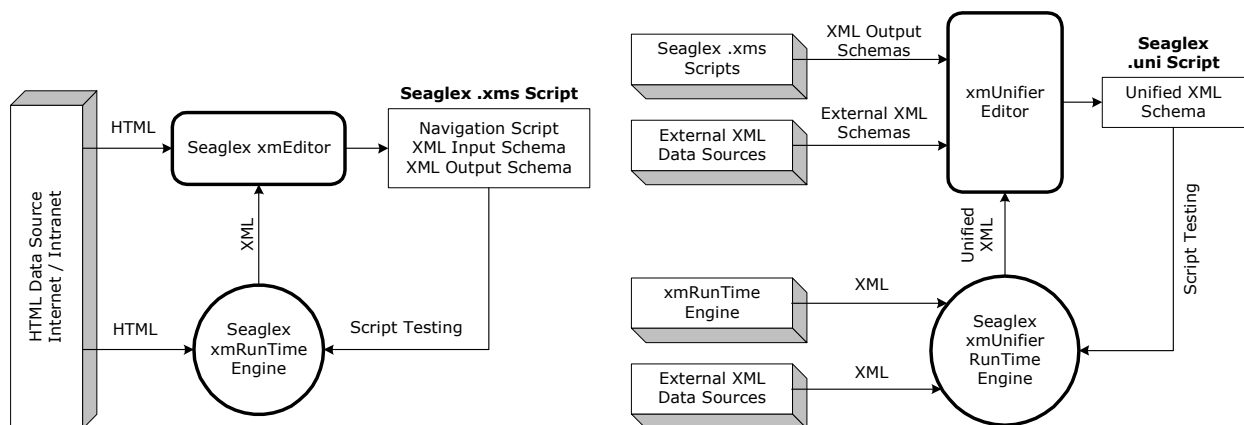 HTML Data Source
Internet / Intranet
HTML
Seaglex xmEditor
Seaglex .xms Script
Navigation Script
XML Input Schema
XML Output Schema
XML
HTML
Seaglex
xmRunTime
Engine
Script Testing
Seaglex .xms
Scripts
XML Output
Schemas
External XML
Data Sources
External XML
Schemas
xmUnifier
Editor
Seaglex
.uni Script
Unified XML
Schema
Unified
XML
Script Testing
xmRunTime
Engine
XML
External XML
Data Sources
XML
Seaglex
xmUnifier
RunTime
Engine